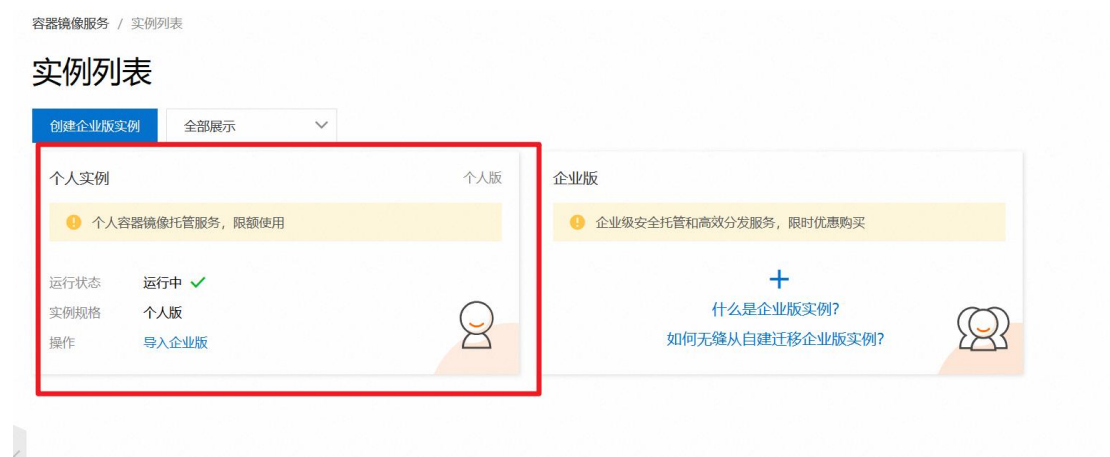 容器镜像服务 / 实例列表
实例列表
创建企业版实例 全部展示
个人实例 个人版
个人容器镜像托管服务，限额使用
运行状态 运行中
实例规格 个人版
操作 导入企业版
企业版
企业级安全托管和高效分发服务，限时优惠购买
什么是企业版实例?
如何无缝从自建迁移企业版实例?